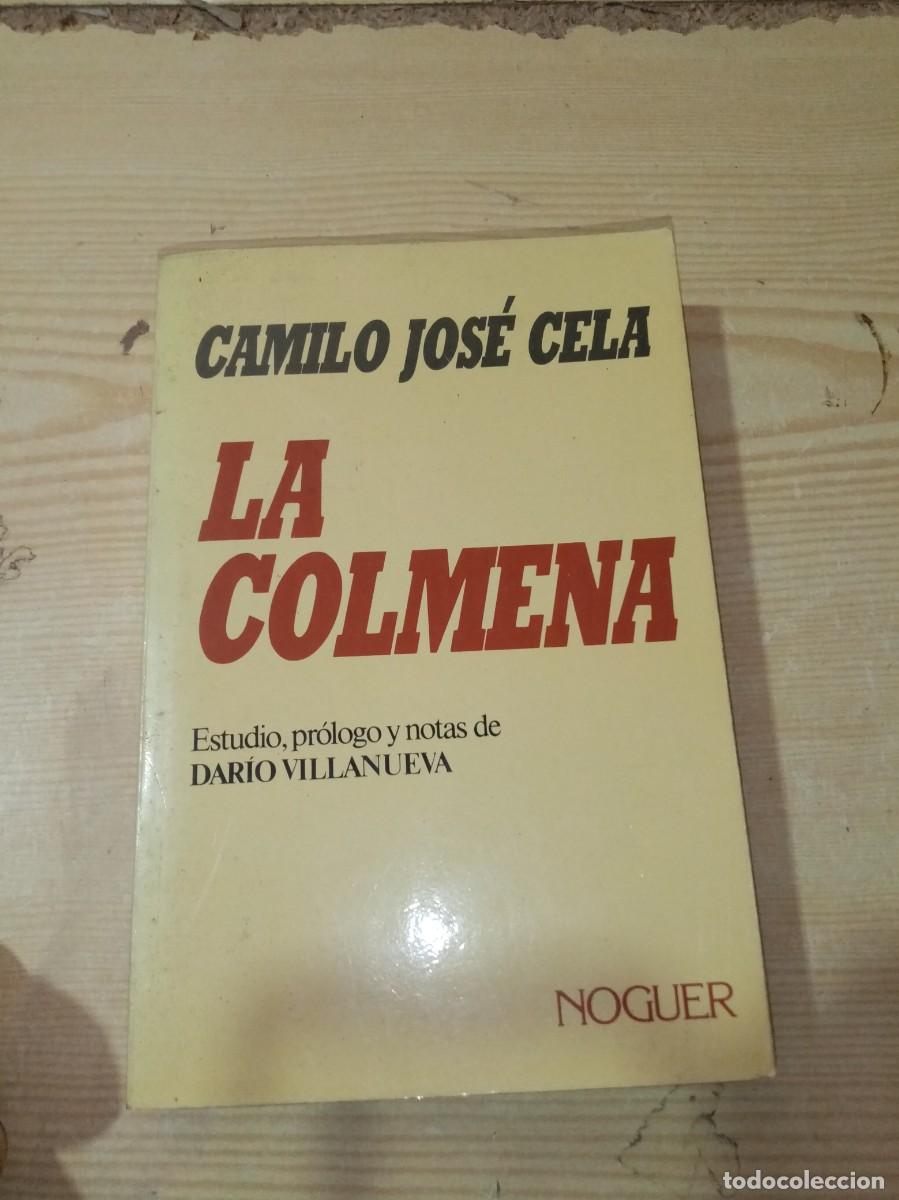 CAMILO JOSÉ CELA
LA
COLMENA
Estudio, prólogo y notas de
DARÍO VILLANUEVA
NOGUER
todocoleccion